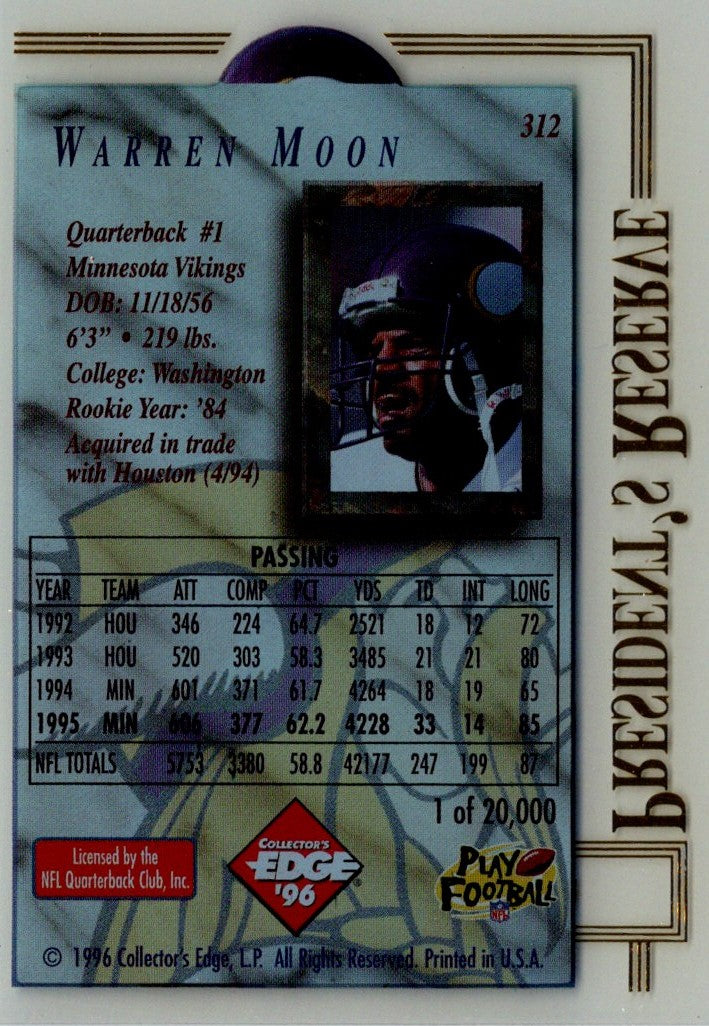 WARREN MOON
312
Quarterback #1
Minnesota Vikings
DOB: 11/18/56
6'3" • 219 lbs.
College: Washington
Rookie Year: '84
Acquired in trade
with Houston (4/94)
PASSING
YEAR TEAM ATT COMP PCT YDS TD INT LONG
1992 HOU 346 224 64.7 2521 18 12 72
1993 HOU 520 303 58.3 3485 21 21 80
1994 MIN 601 371 61.7 4264 18 19 65
1995 MIN 606 377 62.2 4228 33 14 85
NFL TOTALS 5753 3380 58.8 42177 247 199 87
1 of 20,000
Licensed by the
NFL Quarterback Club, Inc.
COLLECTOR'S
EDGE
'96
PLAY
FOOTBALL
NFL
© 1996 Collector's Edge, L.P. All Rights Reserved. Printed in U.S.A.
PRESIDENT'S RESERVE